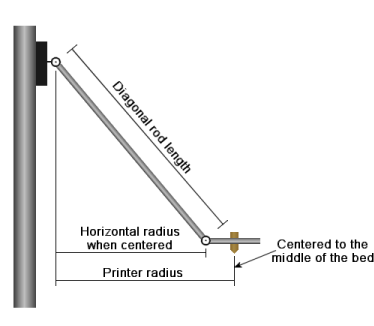 Diagonal rod length
Horizontal radius
when centered
Printer radius
Centered to the
middle of the bed